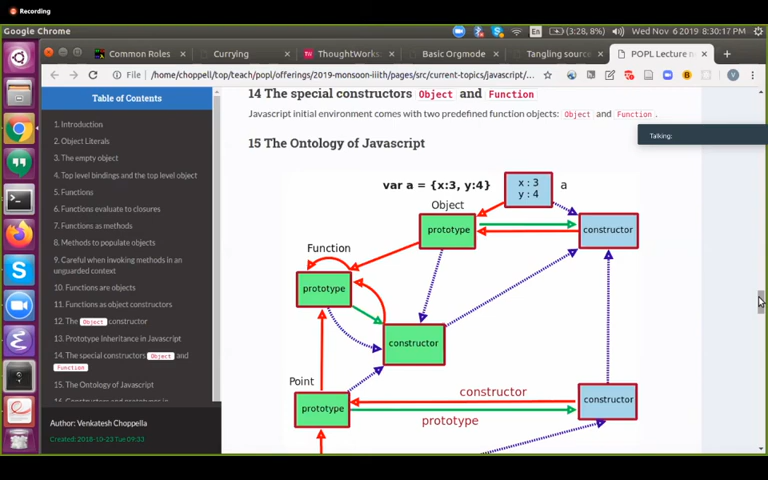 Recording
Google Chrome
En
(3:28, 8%)
Wed Nov 6 2019 8:30:17 PM
Common Roles
Currying
ThoughtWorks
Basic Orgmode
Tangling source
POPL Lecture n
File
/home/choppell/top/teach/popl/offerings/2019-monsoon-iiith/pages/src/current-topics/javascript/...
Table of Contents
1. Introduction
2. Object Literals
3. The empty object
4. Top level bindings and the top level object
5. Functions
6. Functions evaluate to closures
7. Functions as methods
8. Methods to populate objects
9. Careful when invoking methods in an
unguarded context
10. Functions are objects
11. Functions as object constructors
12. The Object constructor
13. Prototype Inheritance in Javascript
14. The special constructors Object and
Function
15. The Ontology of Javascript
Author: Venkatesh Choppella
Created: 2018-10-23 Tue 09:33
14 The special constructors Object and Function
Javascript initial environment comes with two predefined function objects: Object and Function.
Talking:
15 The Ontology of Javascript
var a = {x:3, y:4}
x : 3
y : 4
a
Object
prototype
constructor
Function
prototype
constructor
Point
prototype
constructor
constructor
prototype